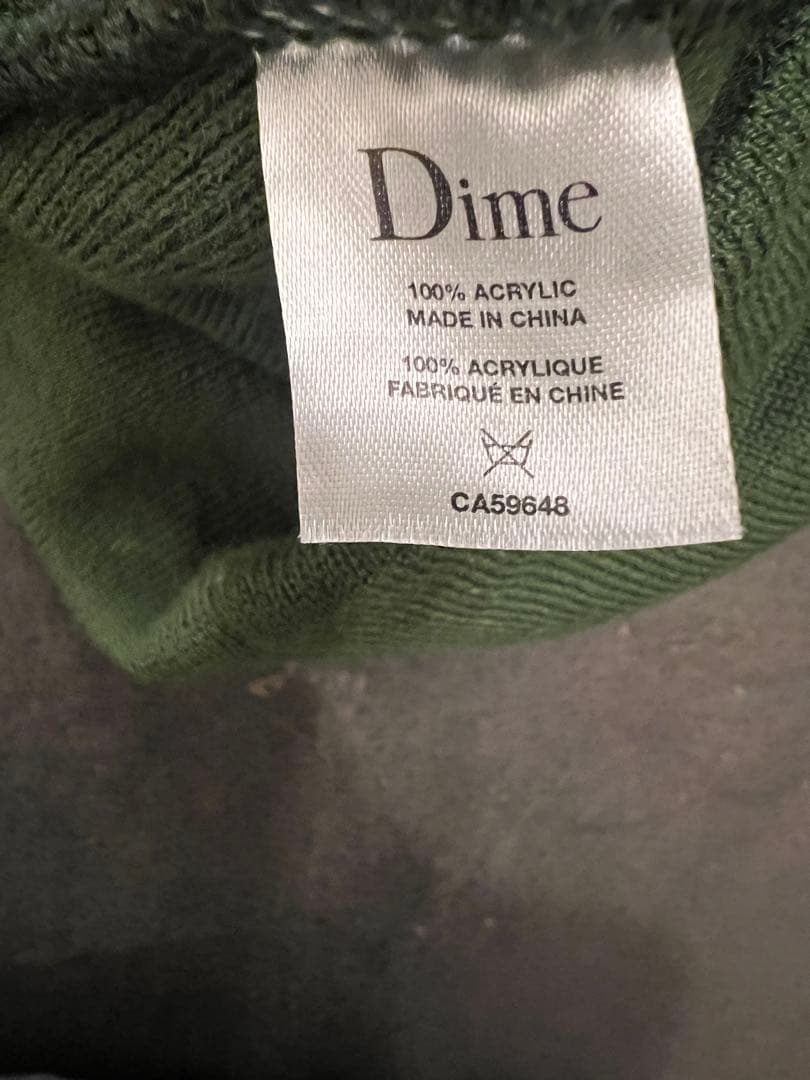 Dime
100% ACRYLIC
MADE IN CHINA
100% ACRYLIQUE
FABRIQUÉ EN CHINE
CA59648